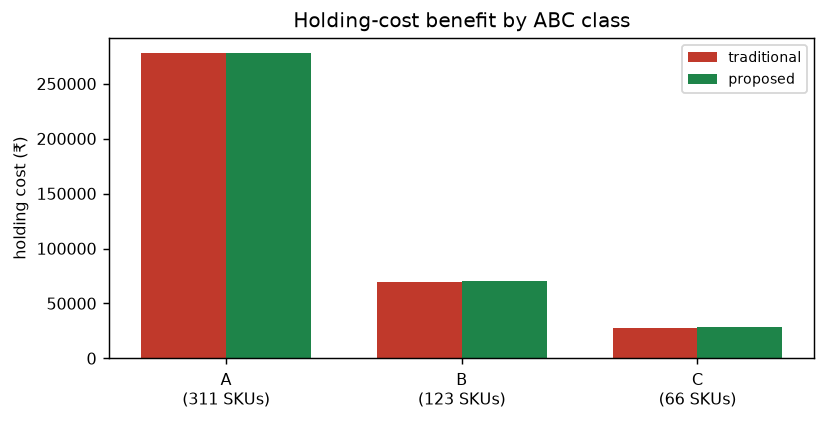 Holding-cost benefit by ABC class
holding cost (₹)
250000
200000
150000
100000
50000
0
traditional
proposed
A
(311 SKUs)
B
(123 SKUs)
C
(66 SKUs)